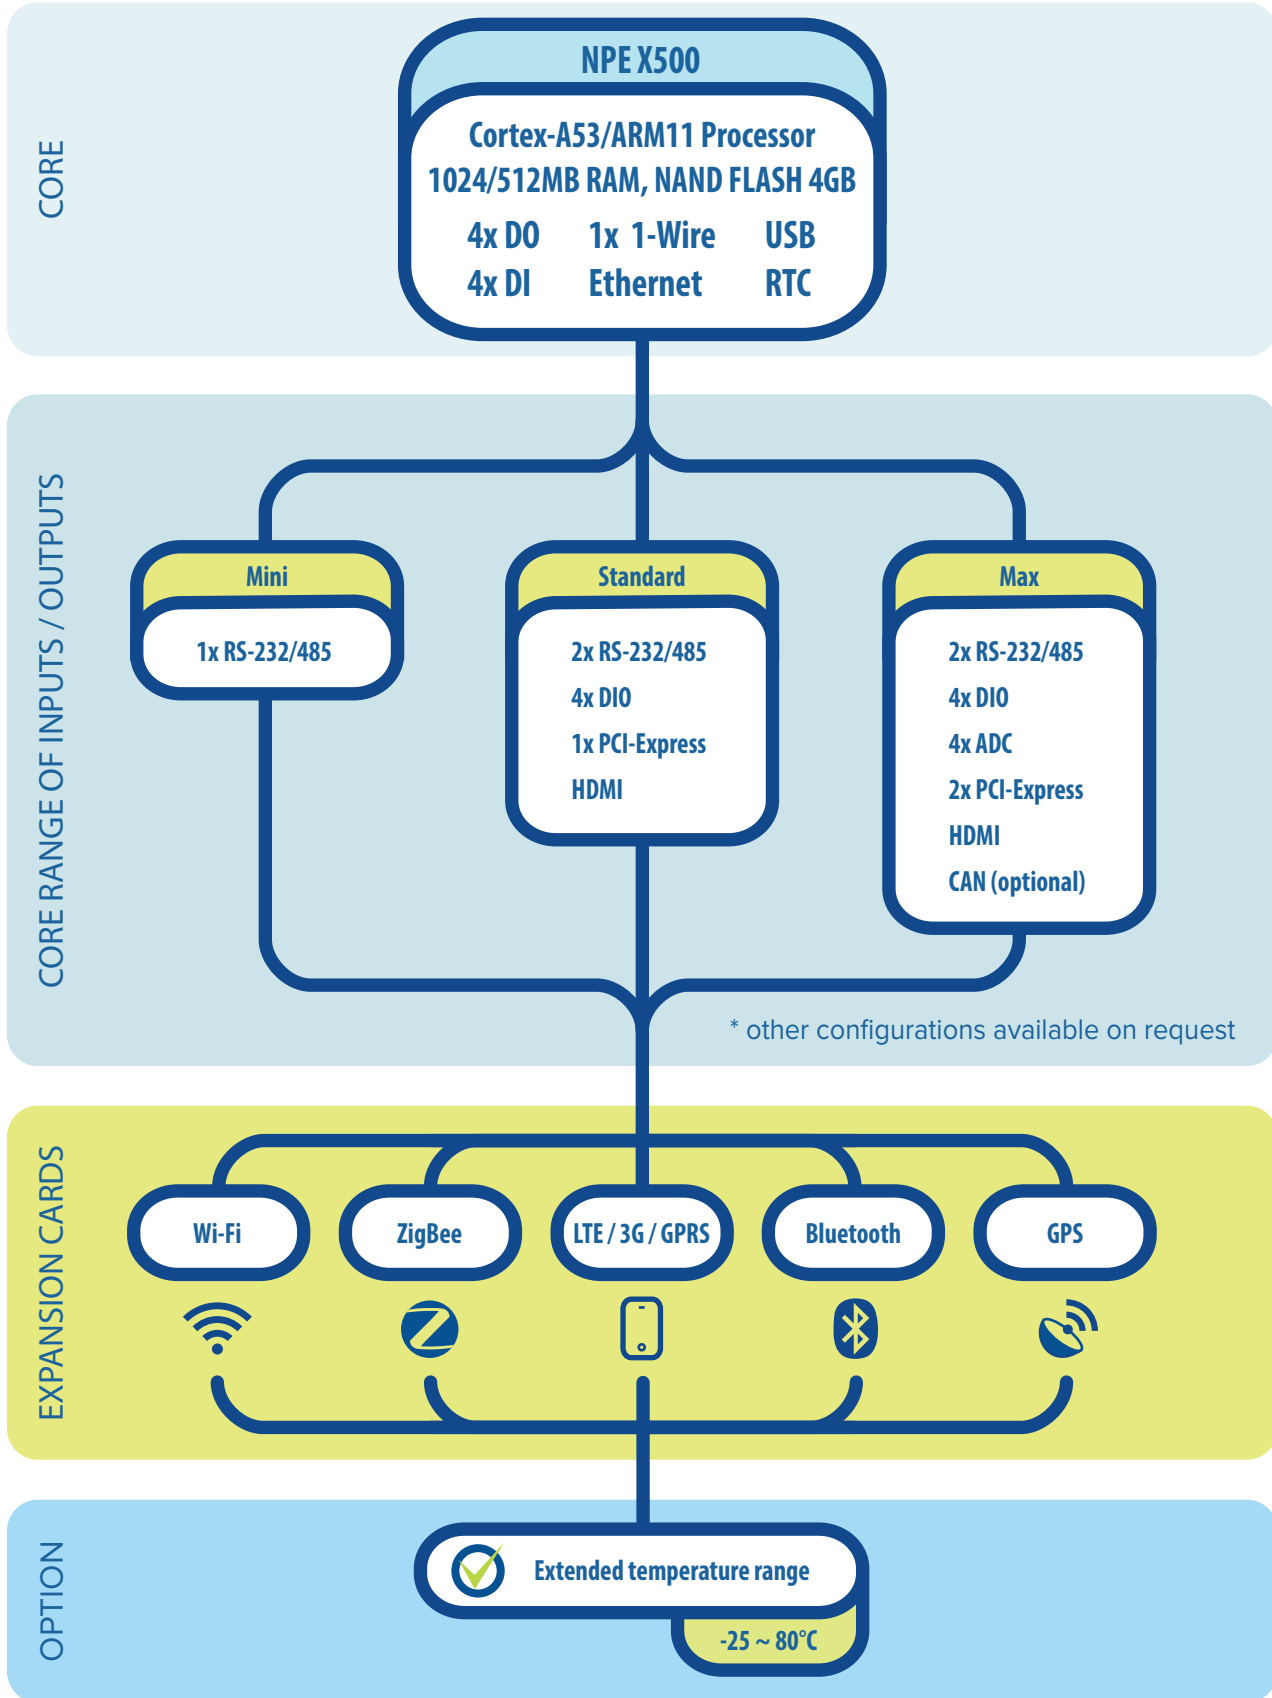 CORE
NPE X500
Cortex-A53/ARM11 Processor
1024/512MB RAM, NAND FLASH 4GB
4x DO 1x 1-Wire USB
4x DI Ethernet RTC
CORE RANGE OF INPUTS / OUTPUTS
Mini
1x RS-232/485
Standard
2x RS-232/485
4x DIO
1x PCI-Express
HDMI
Max
2x RS-232/485
4x DIO
4x ADC
2x PCI-Express
HDMI
CAN (optional)
* other configurations available on request
EXPANSION CARDS
Wi-Fi
ZigBee
LTE / 3G / GPRS
Bluetooth
GPS
OPTION
Extended temperature range
-25 ~ 80°C